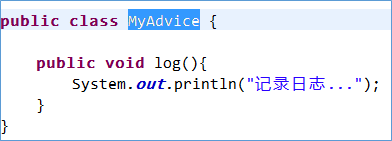 public class MyAdvice {
public void log(){
System.out.println("记录日志...");
}
}